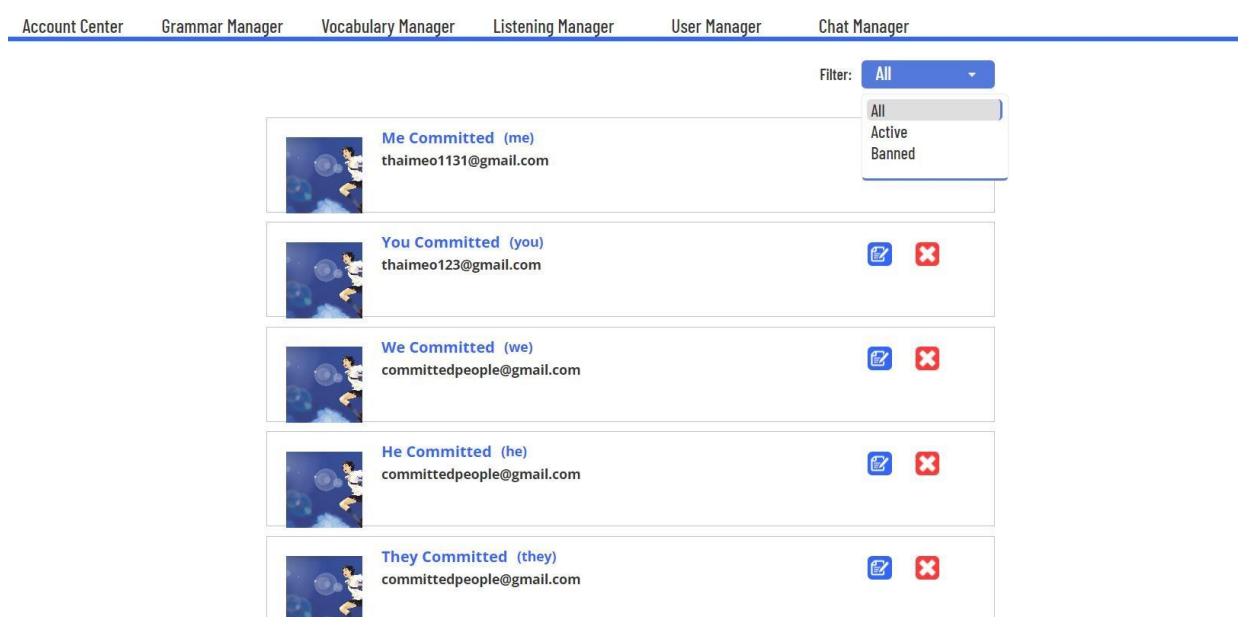 Account Center Grammar Manager Vocabulary Manager Listening Manager User Manager Chat Manager
Filter: All
All
Active
Banned
Me Committed (me)
thaimeo1131@gmail.com
You Committed (you)
thaimeo123@gmail.com
We Committed (we)
committedpeople@gmail.com
He Committed (he)
committedpeople@gmail.com
They Committed (they)
committedpeople@gmail.com